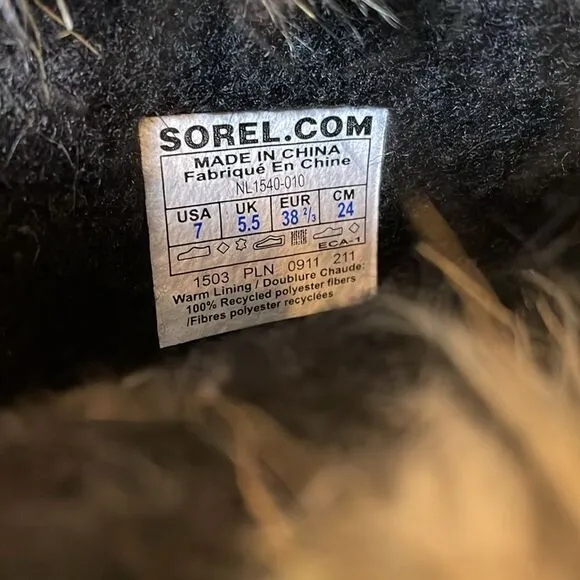 SOREL.COM
MADE IN CHINA
Fabriqué En Chine
NL1540-010
USA UK EUR CM
7 5.5 38 2/3 24
ECA-1
1503 PLN 0911 211
Warm Lining / Doublure Chaude:
100% Recycled polyester fibers
/Fibres polyester recyclées